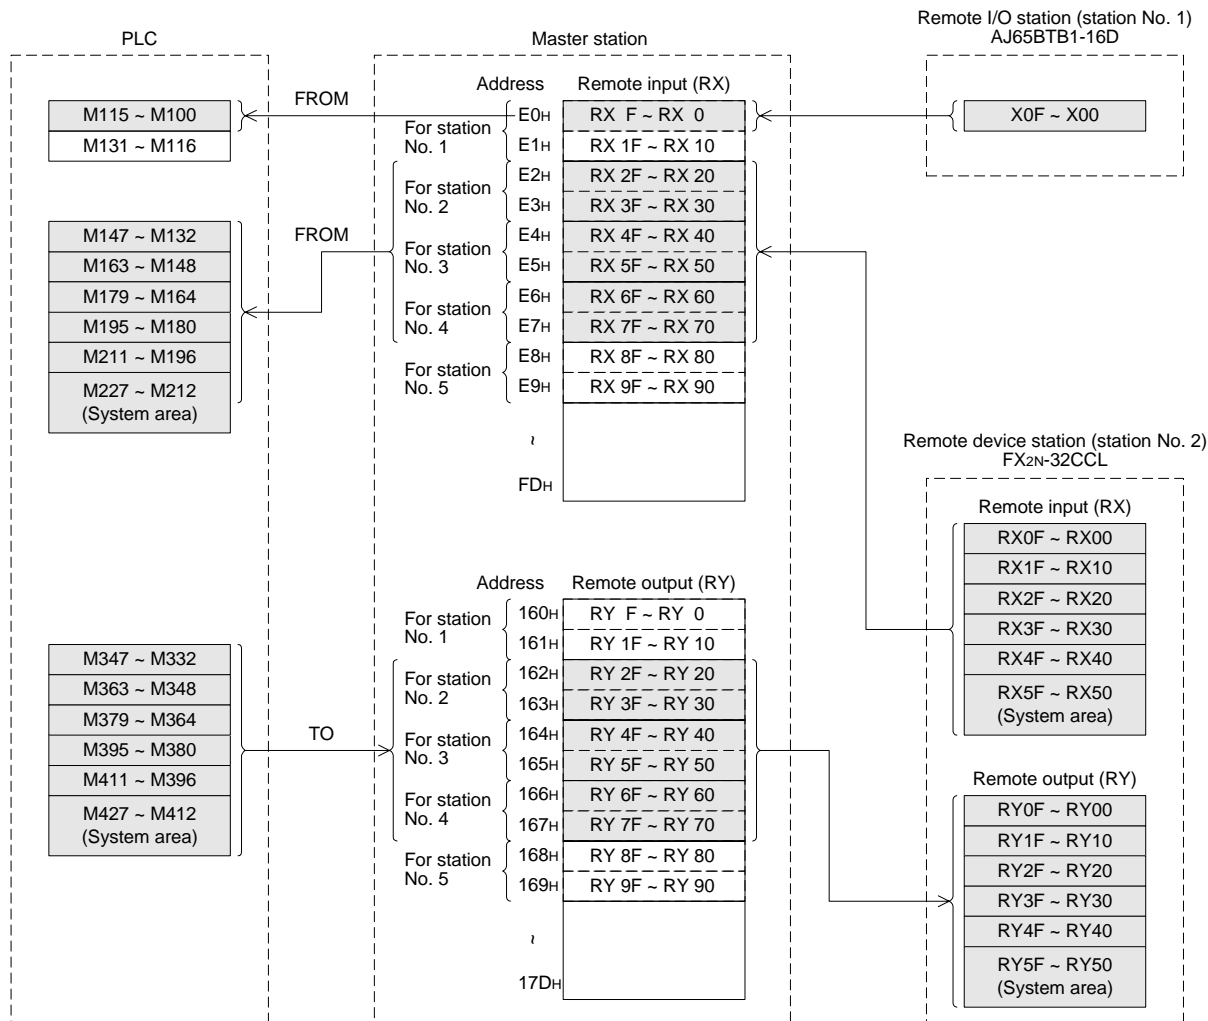 PLC
M115 ~ M100
M131 ~ M116
M147 ~ M132
M163 ~ M148
M179 ~ M164
M195 ~ M180
M211 ~ M196
M227 ~ M212
(System area)
M347 ~ M332
M363 ~ M348
M379 ~ M364
M395 ~ M380
M411 ~ M396
M427 ~ M412
(System area)
FROM
FROM
TO
Master station
Address Remote input (RX)
For station
No. 1
E0H RX F ~ RX 0
E1H RX 1F ~ RX 10
For station
No. 2
E2H RX 2F ~ RX 20
E3H RX 3F ~ RX 30
For station
No. 3
E4H RX 4F ~ RX 40
E5H RX 5F ~ RX 50
For station
No. 4
E6H RX 6F ~ RX 60
E7H RX 7F ~ RX 70
For station
No. 5
E8H RX 8F ~ RX 80
E9H RX 9F ~ RX 90
~
FDH
Address Remote output (RY)
For station
No. 1
160H RY F ~ RY 0
161H RY 1F ~ RY 10
For station
No. 2
162H RY 2F ~ RY 20
163H RY 3F ~ RY 30
For station
No. 3
164H RY 4F ~ RY 40
165H RY 5F ~ RY 50
For station
No. 4
166H RY 6F ~ RY 60
167H RY 7F ~ RY 70
For station
No. 5
168H RY 8F ~ RY 80
169H RY 9F ~ RY 90
~
17DH
Remote I/O station (station No. 1)
AJ65BTB1-16D
X0F ~ X00
Remote device station (station No. 2)
FX2N-32CCL
Remote input (RX)
RX0F ~ RX00
RX1F ~ RX10
RX2F ~ RX20
RX3F ~ RX30
RX4F ~ RX40
RX5F ~ RX50
(System area)
Remote output (RY)
RY0F ~ RY00
RY1F ~ RY10
RY2F ~ RY20
RY3F ~ RY30
RY4F ~ RY40
RY5F ~ RY50
(System area)